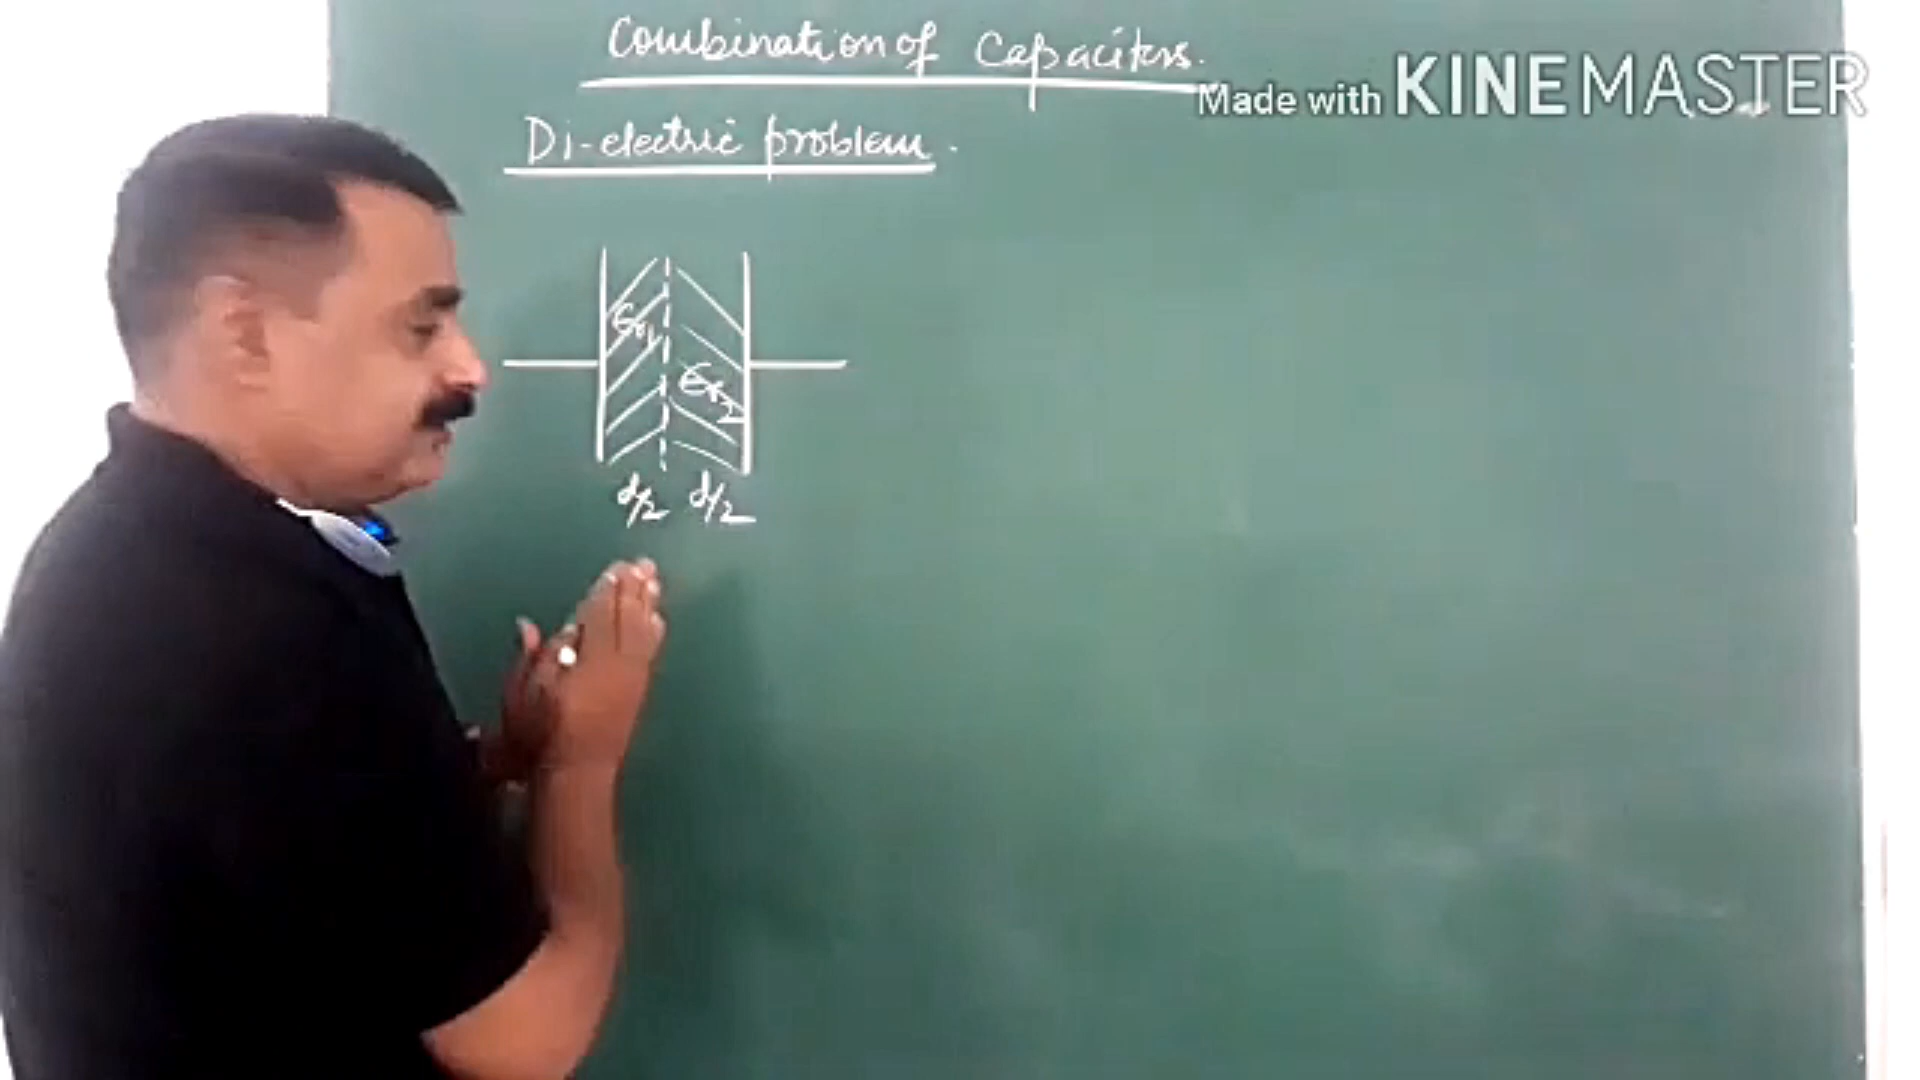 Combination of Capacitors.
Made with KINEMASTER
Di-electric problem.
εr1
εr2
d/2 d/2